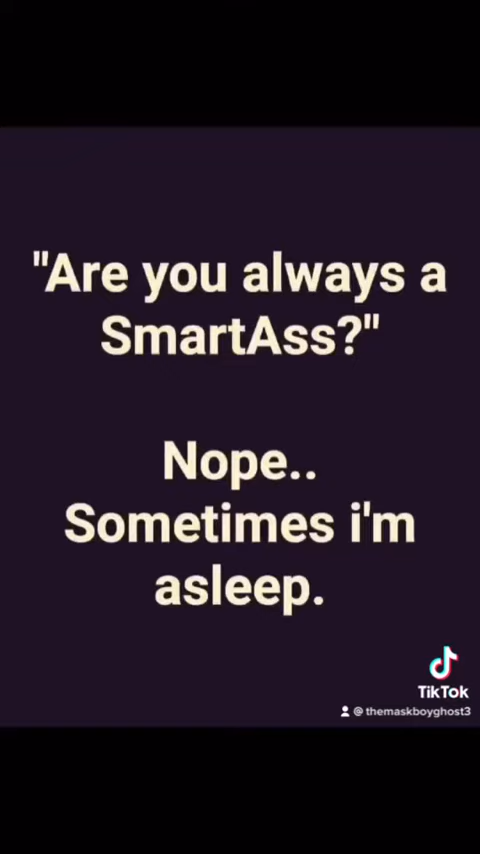 "Are you always a
SmartAss?"
Nope..
Sometimes i'm
asleep.
TikTok
@ themaskboyghost3